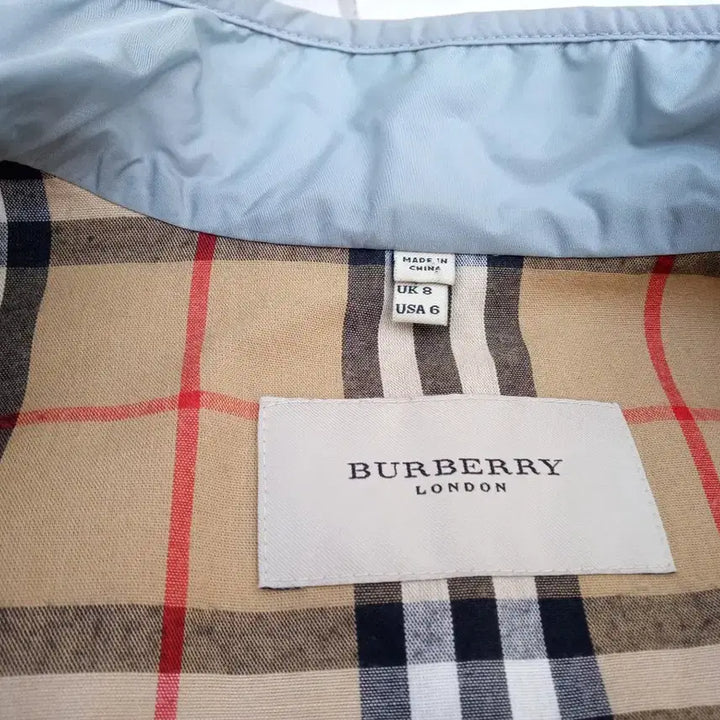 MADE IN
CHINA
UK 8
USA 6
BURBERRY
LONDON